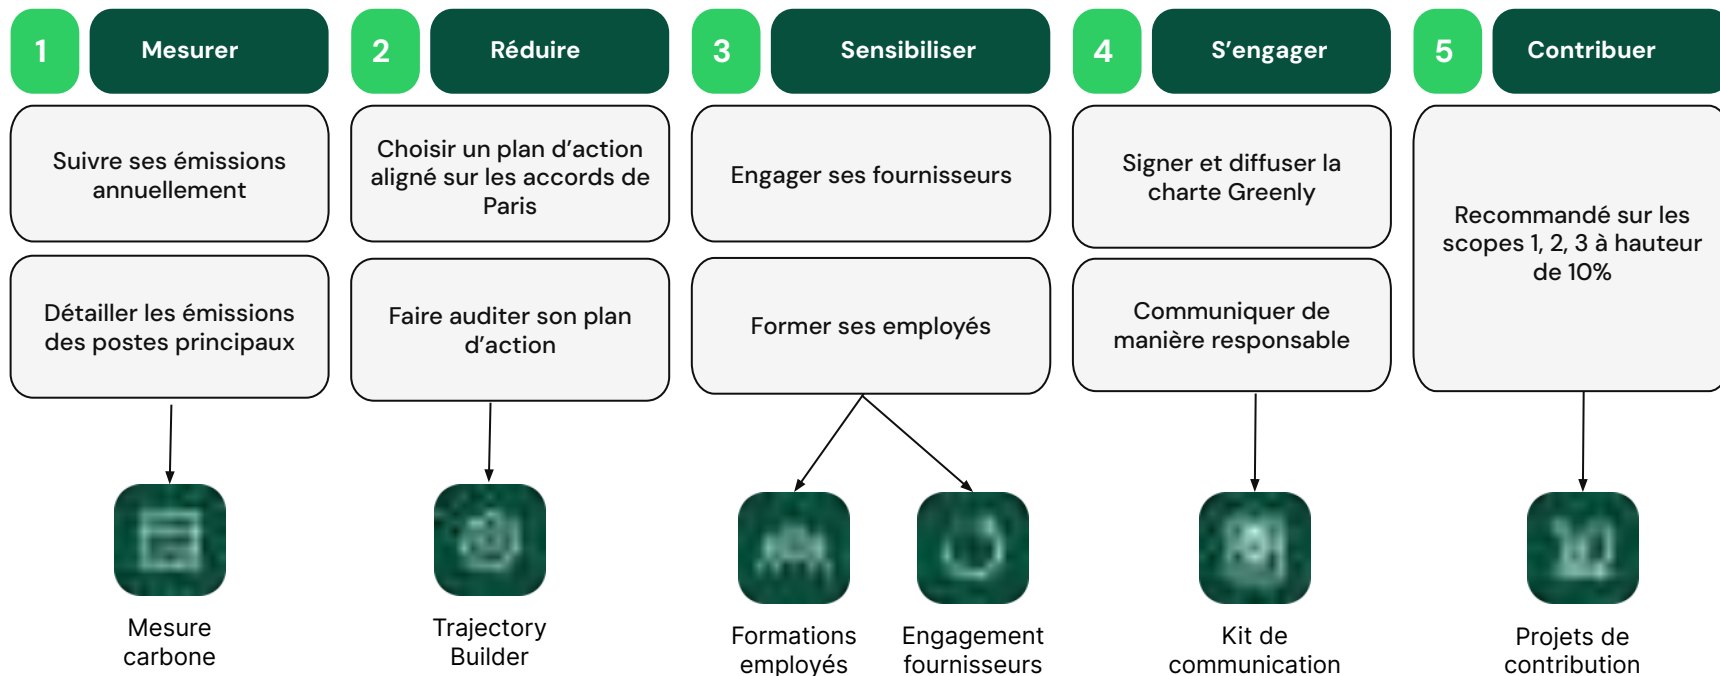 1
Mesurer
2
Réduire
3
Sensibiliser
4
S'engager
5
Contribuer
Suivre ses émissions
annuellement
Détailler les émissions
des postes principaux
Choisir un plan d'action
aligné sur les accords de
Paris
Faire auditer son plan
d'action
Engager ses fournisseurs
Former ses employés
Signer et diffuser la
charte Greenly
Communiquer de
manière responsable
Recommandé sur les
scopes 1, 2, 3 à hauteur
de 10%
Mesure
carbone
Trajectory
Builder
Formations
employés
Engagement
fournisseurs
Kit de
communication
Projets de
contribution